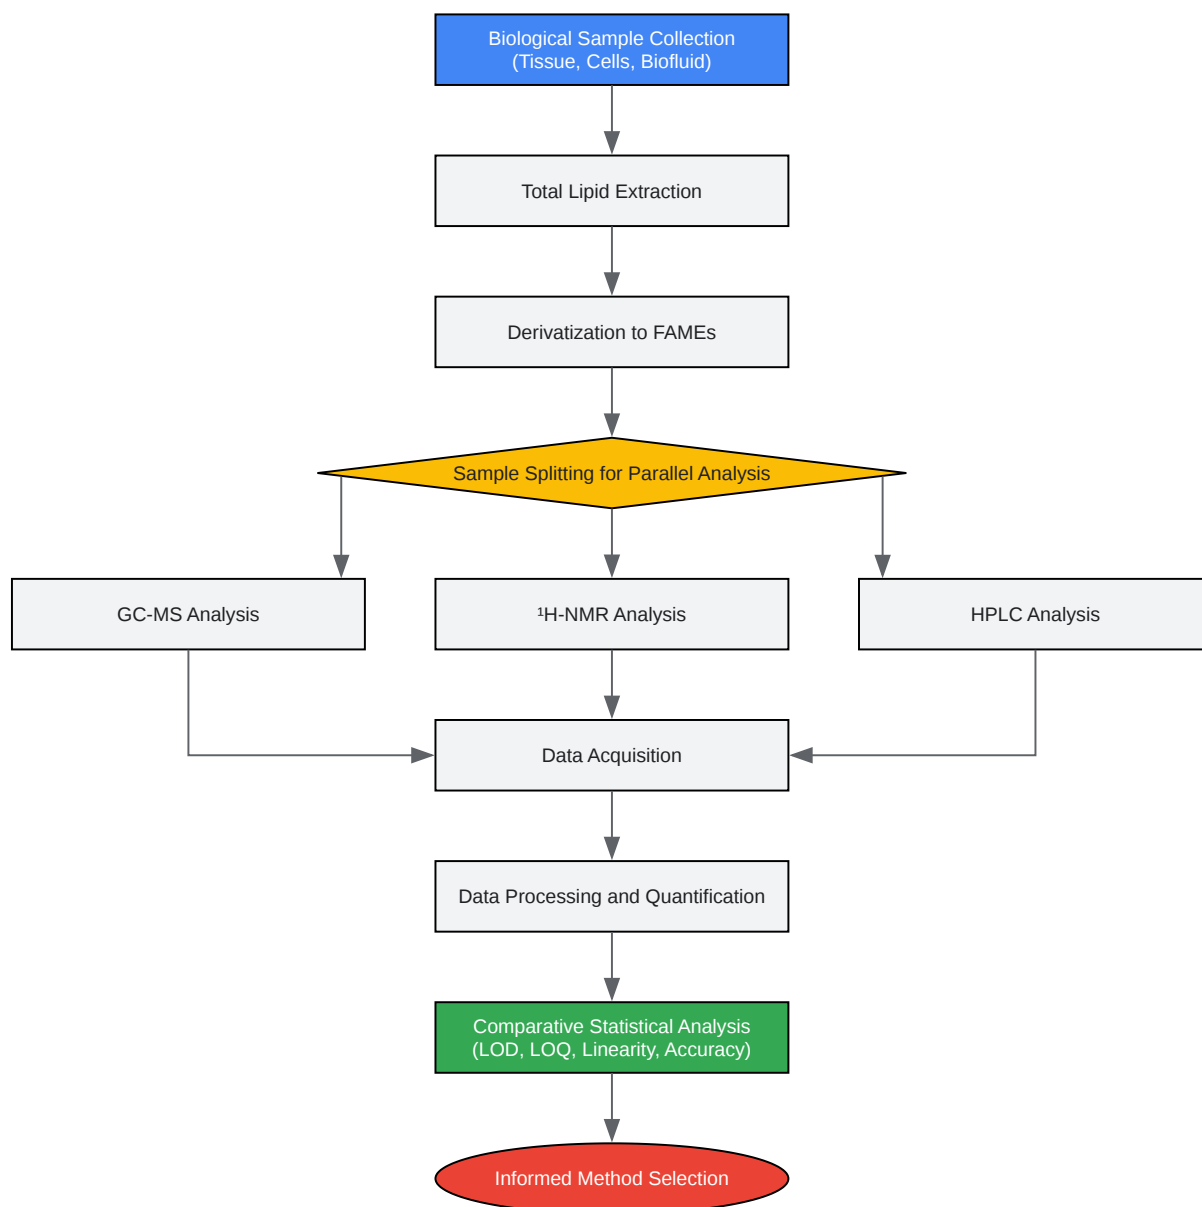 Biological Sample Collection
(Tissue, Cells, Biofluid)
Total Lipid Extraction
Derivatization to FAMEs
Sample Splitting for Parallel Analysis
GC-MS Analysis
¹H-NMR Analysis
HPLC Analysis
Data Acquisition
Data Processing and Quantification
Comparative Statistical Analysis
(LOD, LOQ, Linearity, Accuracy)
Informed Method Selection